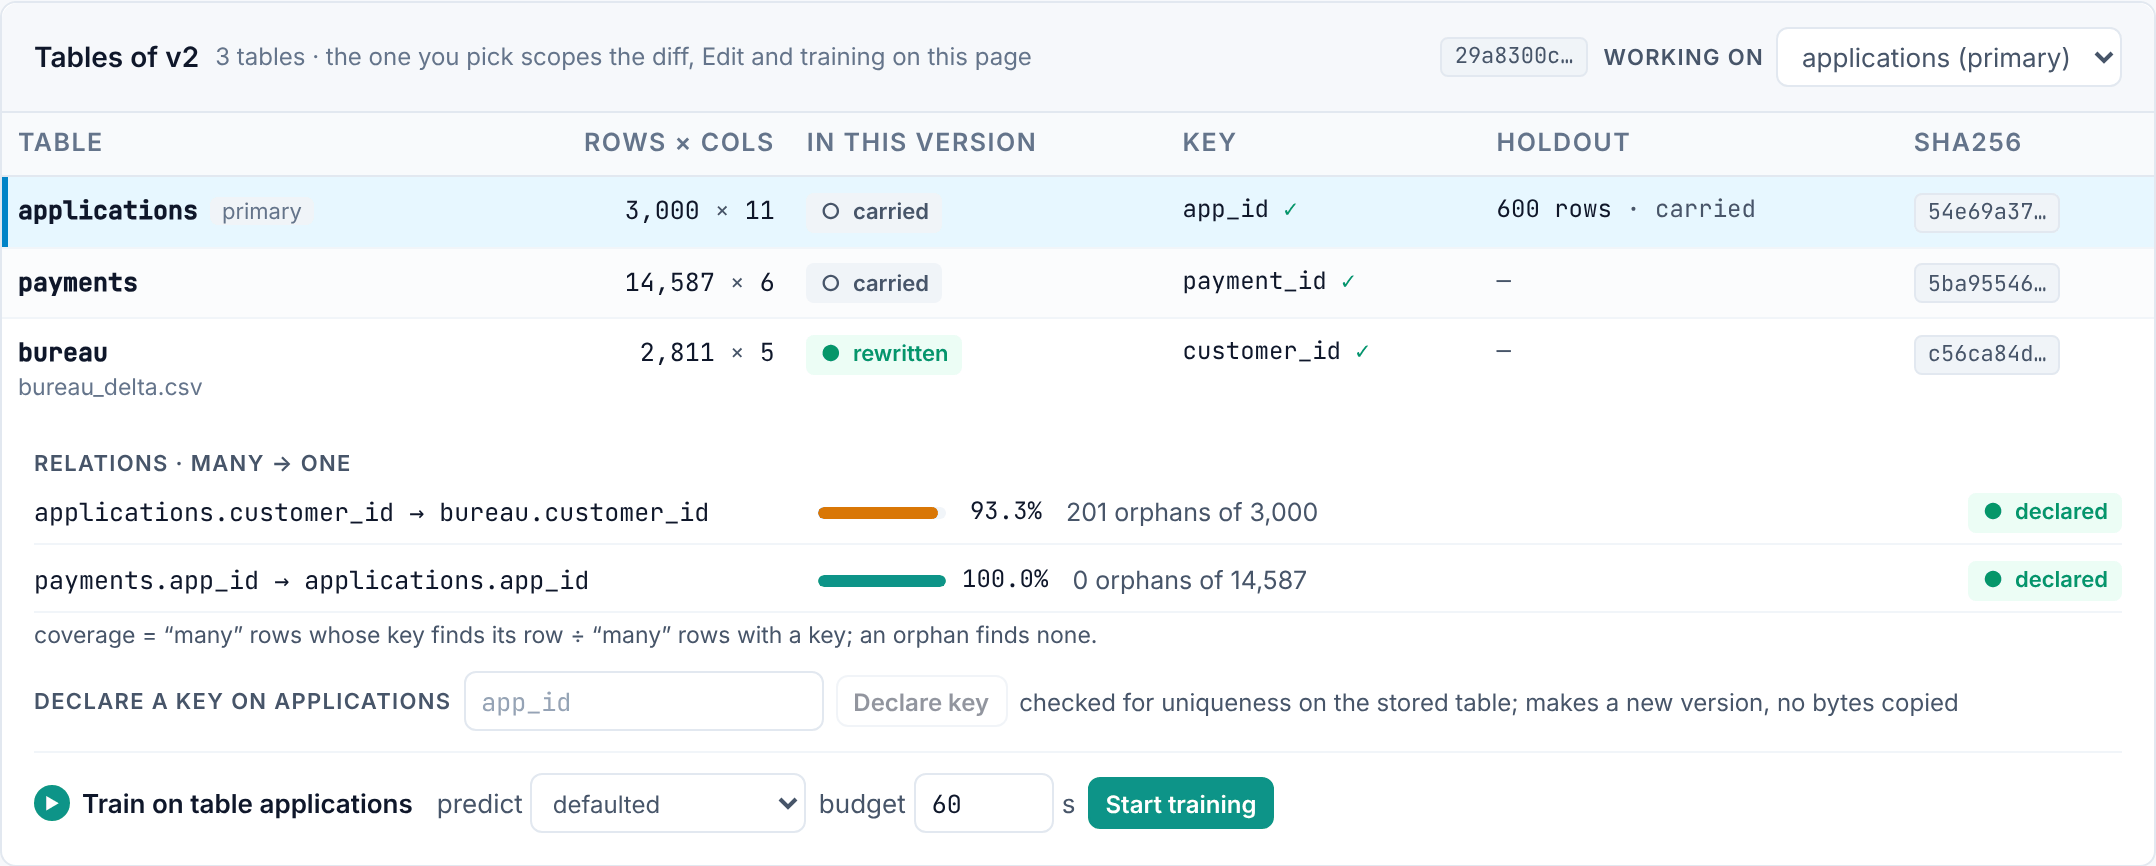 Tables of v2 3 tables · the one you pick scopes the diff, Edit and training on this page 29a8300c… WORKING ON applications (primary)
TABLE ROWS × COLS IN THIS VERSION KEY HOLDOUT SHA256
applications primary 3,000 × 11 carried app_id ✓ 600 rows · carried 54e69a37…
payments 14,587 × 6 carried payment_id ✓ — 5ba95546…
bureau 2,811 × 5 rewritten customer_id ✓ — c56ca84d…
bureau_delta.csv
RELATIONS · MANY → ONE
applications.customer_id → bureau.customer_id 93.3% 201 orphans of 3,000 declared
payments.app_id → applications.app_id 100.0% 0 orphans of 14,587 declared
coverage = “many” rows whose key finds its row ÷ “many” rows with a key; an orphan finds none.
DECLARE A KEY ON APPLICATIONS app_id Declare key checked for uniqueness on the stored table; makes a new version, no bytes copied
Train on table applications predict defaulted budget 60 s Start training